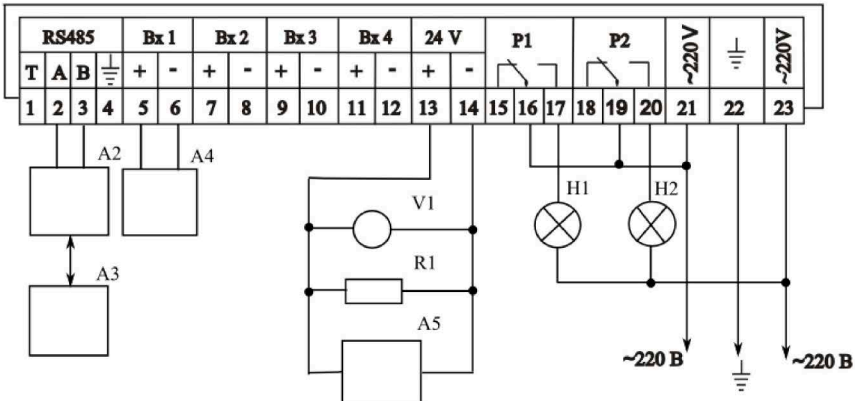 RS485 Вх 1 Вх 2 Вх 3 Вх 4 24 V P1 P2 ~220 V ~220V
T A B + - + - + - + - + -
1 2 3 4 5 6 7 8 9 10 11 12 13 14 15 16 17 18 19 20 21 22 23
A2 A4
V1 H1 H2
R1
A3
A5
~220 В ~220 В